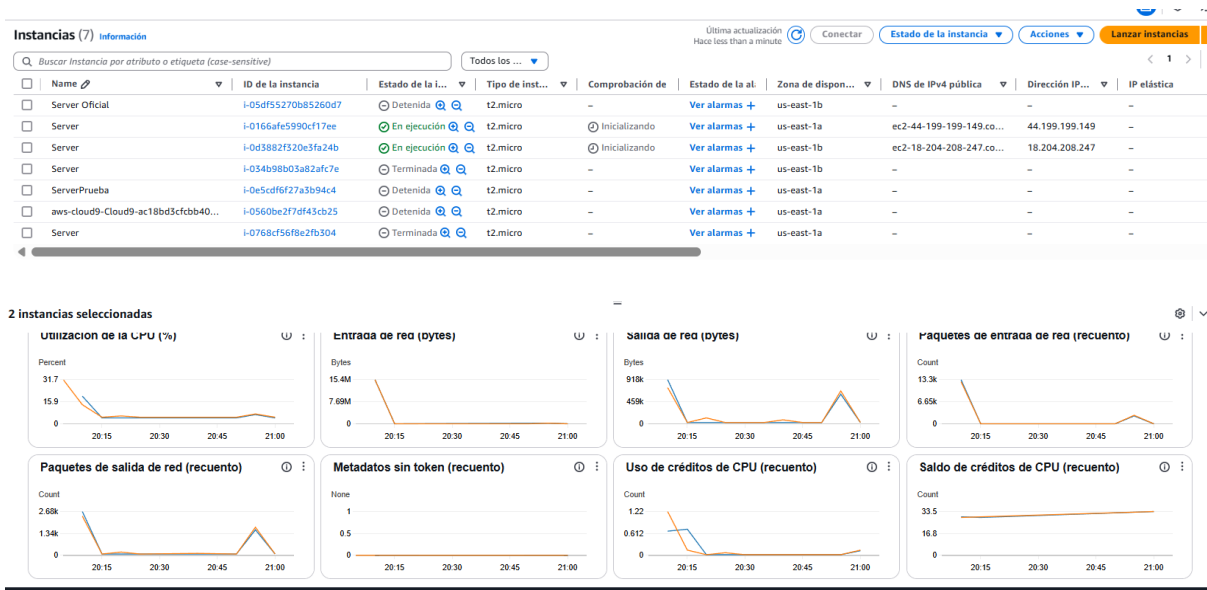 Instancias (7) Información
Última actualización
Hace less than a minute
Conectar
Estado de la instancia
Acciones
Lanzar instancias
Buscar Instancia por atributo o etiqueta (case-sensitive)
Todos los ...
1
Name ID de la instancia Estado de la i... Tipo de inst... Comprobación de Estado de la al. Zona de dispon... DNS de IPv4 pública Dirección IP... IP elástica
Server Oficial i-05df55270b85260d7 Detenida t2.micro – Ver alarmas + us-east-1b – – –
Server i-0166afe5990cf17ee En ejecución t2.micro Inicializando Ver alarmas + us-east-1a ec2-44-199-199-149.co... 44.199.199.149 –
Server i-0d3882f320e3fa24b En ejecución t2.micro Inicializando Ver alarmas + us-east-1b ec2-18-204-208-247.co... 18.204.208.247 –
Server i-034b98b03a82afc7e Terminada t2.micro – Ver alarmas + us-east-1b – – –
ServerPrueba i-0e5cdf6f27a3b94c4 Detenida t2.micro – Ver alarmas + us-east-1a – – –
aws-cloud9-Cloud9-ac18bd3cfcbb40... i-0560be2f7df43cb25 Detenida t2.micro – Ver alarmas + us-east-1a – – –
Server i-0768cf56f8e2fb304 Terminada t2.micro – Ver alarmas + us-east-1a – – –
2 instancias seleccionadas
Utilización de la CPU (%)
Percent
31.7
15.9
0
20:15 20:30 20:45 21:00
Entrada de red (bytes)
Bytes
15.4M
7.69M
0
20:15 20:30 20:45 21:00
Salida de red (bytes)
Bytes
918k
459k
0
20:15 20:30 20:45 21:00
Paquetes de entrada de red (recuento)
Count
13.3k
6.65k
0
20:15 20:30 20:45 21:00
Paquetes de salida de red (recuento)
Count
2.68k
1.34k
0
20:15 20:30 20:45 21:00
Metadatos sin token (recuento)
None
1
0.5
0
20:15 20:30 20:45 21:00
Uso de créditos de CPU (recuento)
Count
1.22
0.612
0
20:15 20:30 20:45 21:00
Saldo de créditos de CPU (recuento)
Count
33.5
16.8
0
20:15 20:30 20:45 21:00